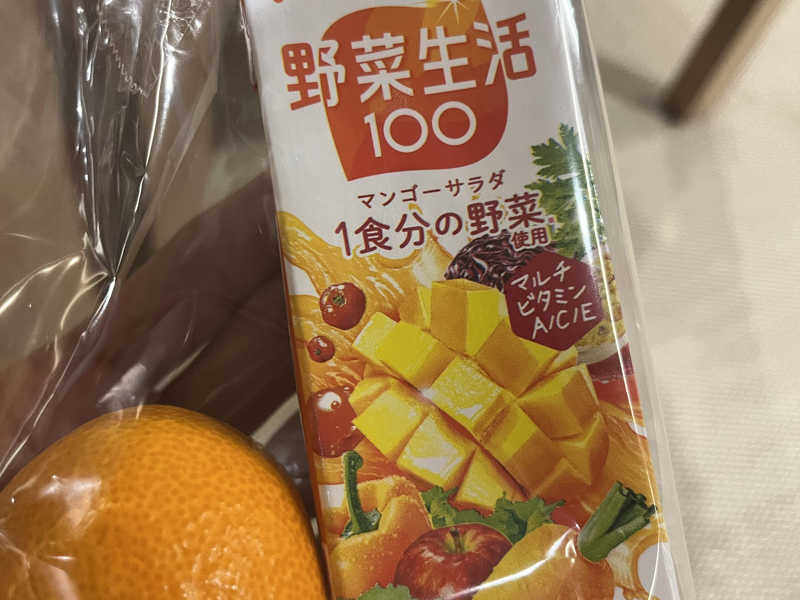 野菜生活
100
マンゴーサラダ
1食分の野菜
使用
マルチ
ビタミン
A/C/E